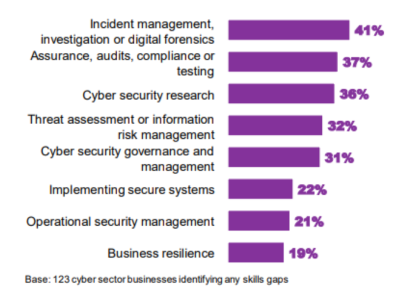 Incident management,
investigation or digital forensics
41%
Assurance, audits, compliance or
testing
37%
Cyber security research
36%
Threat assessment or information
risk management
32%
Cyber security governance and
management
31%
Implementing secure systems
22%
Operational security management
21%
Business resilience
19%
Base: 123 cyber sector businesses identifying any skills gaps